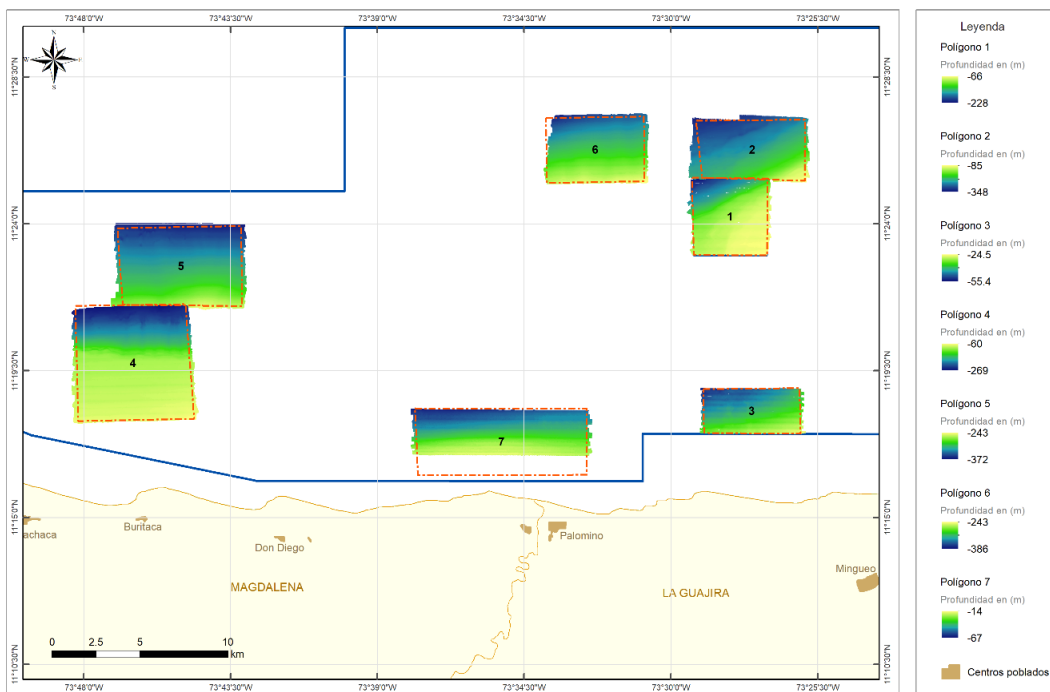 73°48'0"W 73°43'30"W 73°39'0"W 73°34'30"W 73°30'0"W 73°25'30"W
N
W E
S
11°28'30"N 11°28'30"N
11°24'0"N 11°24'0"N
11°19'30"N 11°19'30"N
11°15'0"N 11°15'0"N
11°10'30"N 11°10'30"N
6
2
1
5
4
3
7
achaca
Buritaca
Don Diego
Palomino
Mingueo
MAGDALENA
LA GUAJIRA
0 2.5 5 10
km
73°48'0"W 73°43'30"W 73°39'0"W 73°34'30"W 73°30'0"W 73°25'30"W
Leyenda
Polígono 1
Profundidad en (m)
-66
-228
Polígono 2
Profundidad en (m)
-85
-348
Polígono 3
Profundidad en (m)
-24.5
-55.4
Polígono 4
Profundidad en (m)
-60
-269
Polígono 5
Profundidad en (m)
-243
-372
Polígono 6
Profundidad en (m)
-243
-386
Polígono 7
Profundidad en (m)
-14
-67
Centros poblados